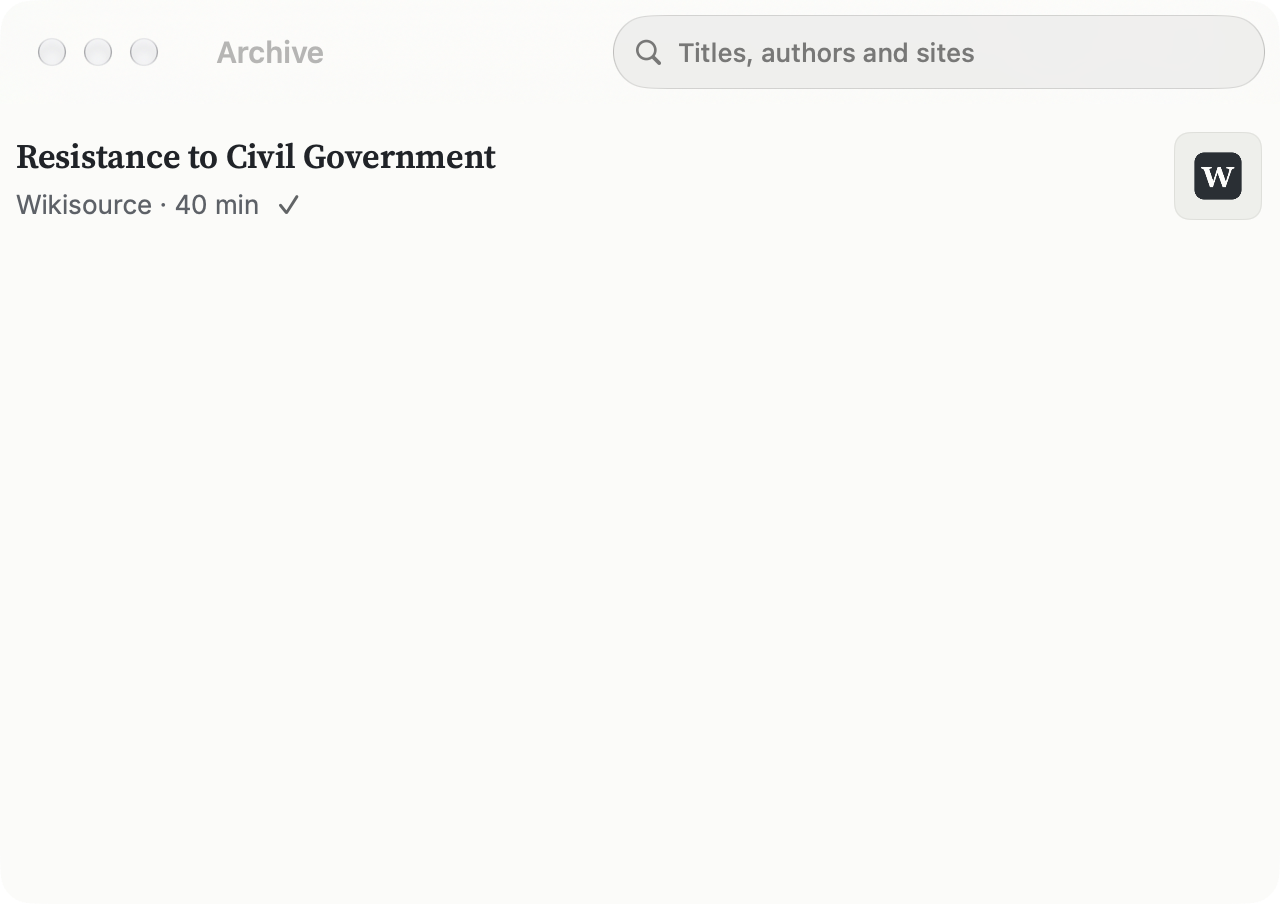 Archive
Titles, authors and sites
Resistance to Civil Government
W
Wikisource · 40 min ✓